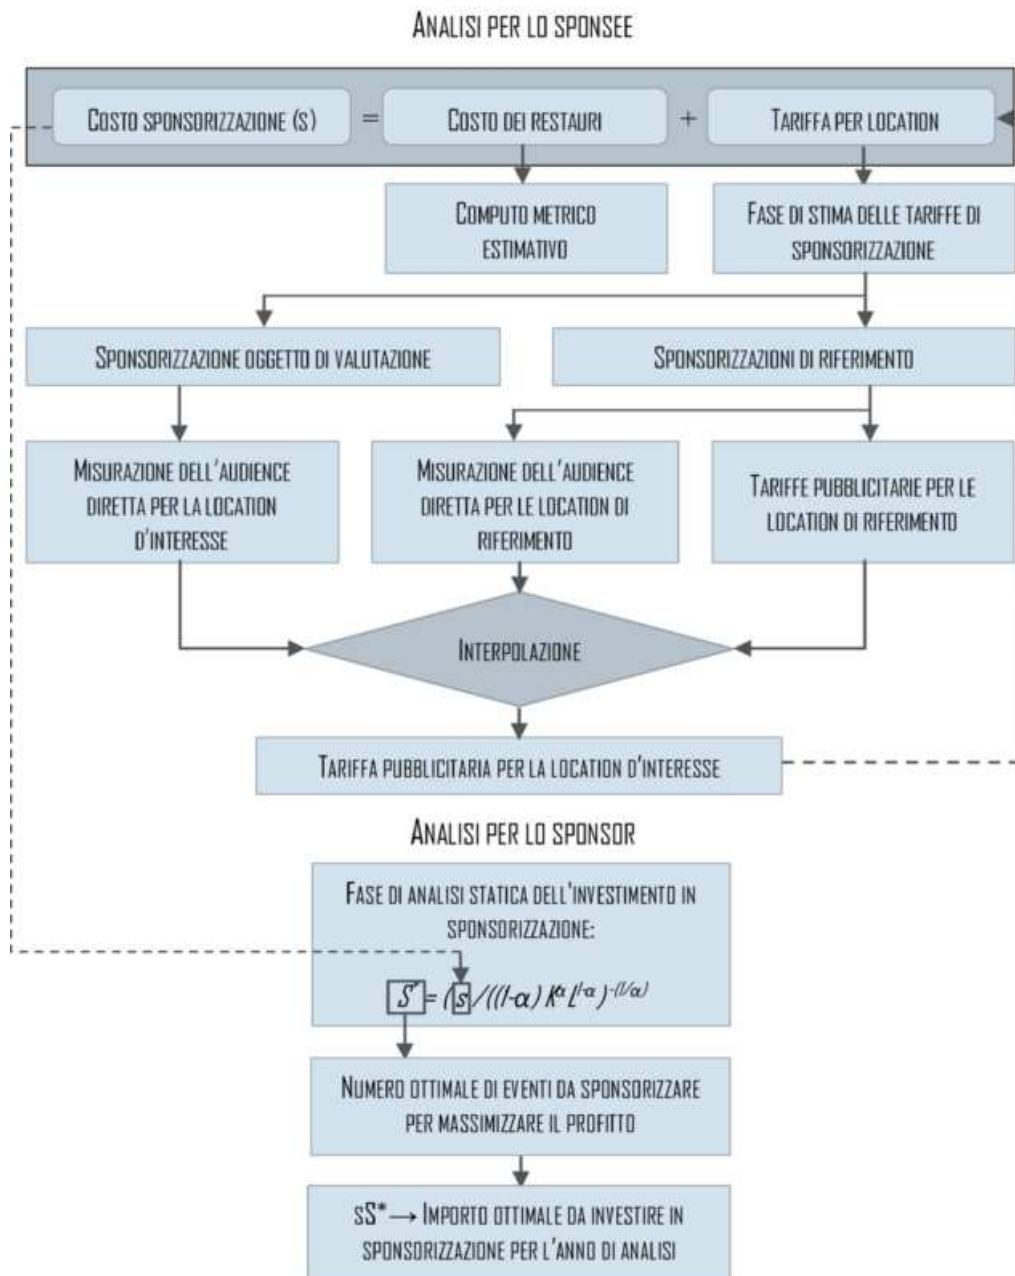 ANALISI PER LO SPONSEE
COSTO SPONSORIZZAZIONE (S) = COSTO DEI RESTAURI + TARIFFA PER LOCATION
COMPUTO METRICO
ESTIMATIVO
FASE DI STIMA DELLE TARIFFE DI
SPONSORIZZAZIONE
SPONSORIZZAZIONE OGGETTO DI VALUTAZIONE
SPONSORIZZAZIONI DI RIFERIMENTO
MISURAZIONE DELL'AUDIENCE
DIRETTA PER LA LOCATION
D'INTERESSE
MISURAZIONE DELL'AUDIENCE
DIRETTA PER LE LOCATION DI
RIFERIMENTO
TARIFFE PUBBLICITARIE PER LE
LOCATION DI RIFERIMENTO
INTERPOLAZIONE
TARIFFA PUBBLICITARIA PER LA LOCATION D'INTERESSE
ANALISI PER LO SPONSOR
FASE DI ANALISI STATICA DELL'INVESTIMENTO IN
SPONSORIZZAZIONE:
S* = (s/((1-α) K^α L^(1-α))^-(1/α)
NUMERO OTTIMALE DI EVENTI DA SPONSORIZZARE
PER MASSIMIZZARE IL PROFITTO
sS* → IMPORTO OTTIMALE DA INVESTIRE IN
SPONSORIZZAZIONE PER L'ANNO DI ANALISI